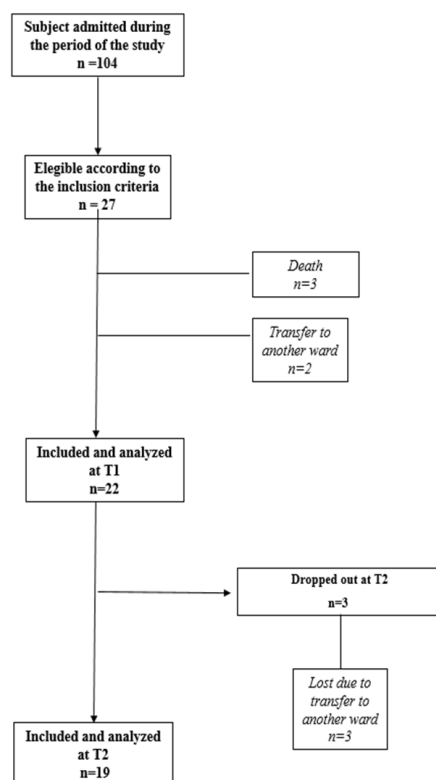 Subject admitted during
the period of the study
n =104
Elegible according to
the inclusion criteria
n = 27
Death
n=3
Transfer to
another ward
n=2
Included and analyzed
at T1
n=22
Dropped out at T2
n=3
Lost due to
transfer to
another ward
n=3
Included and analyzed
at T2
n=19